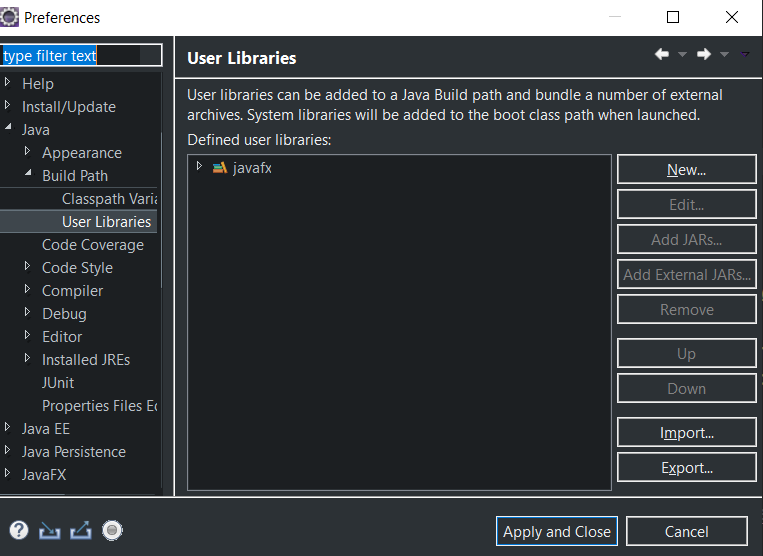 Preferences
type filter text
Help
Install/Update
Java
Appearance
Build Path
Classpath Varia
User Libraries
Code Coverage
Code Style
Compiler
Debug
Editor
Installed JREs
JUnit
Properties Files Ed
Java EE
Java Persistence
JavaFX
User Libraries
User libraries can be added to a Java Build path and bundle a number of external
archives. System libraries will be added to the boot class path when launched.
Defined user libraries:
javafx
New...
Edit...
Add JARs...
Add External JARs...
Remove
Up
Down
Import...
Export...
?
Apply and Close
Cancel